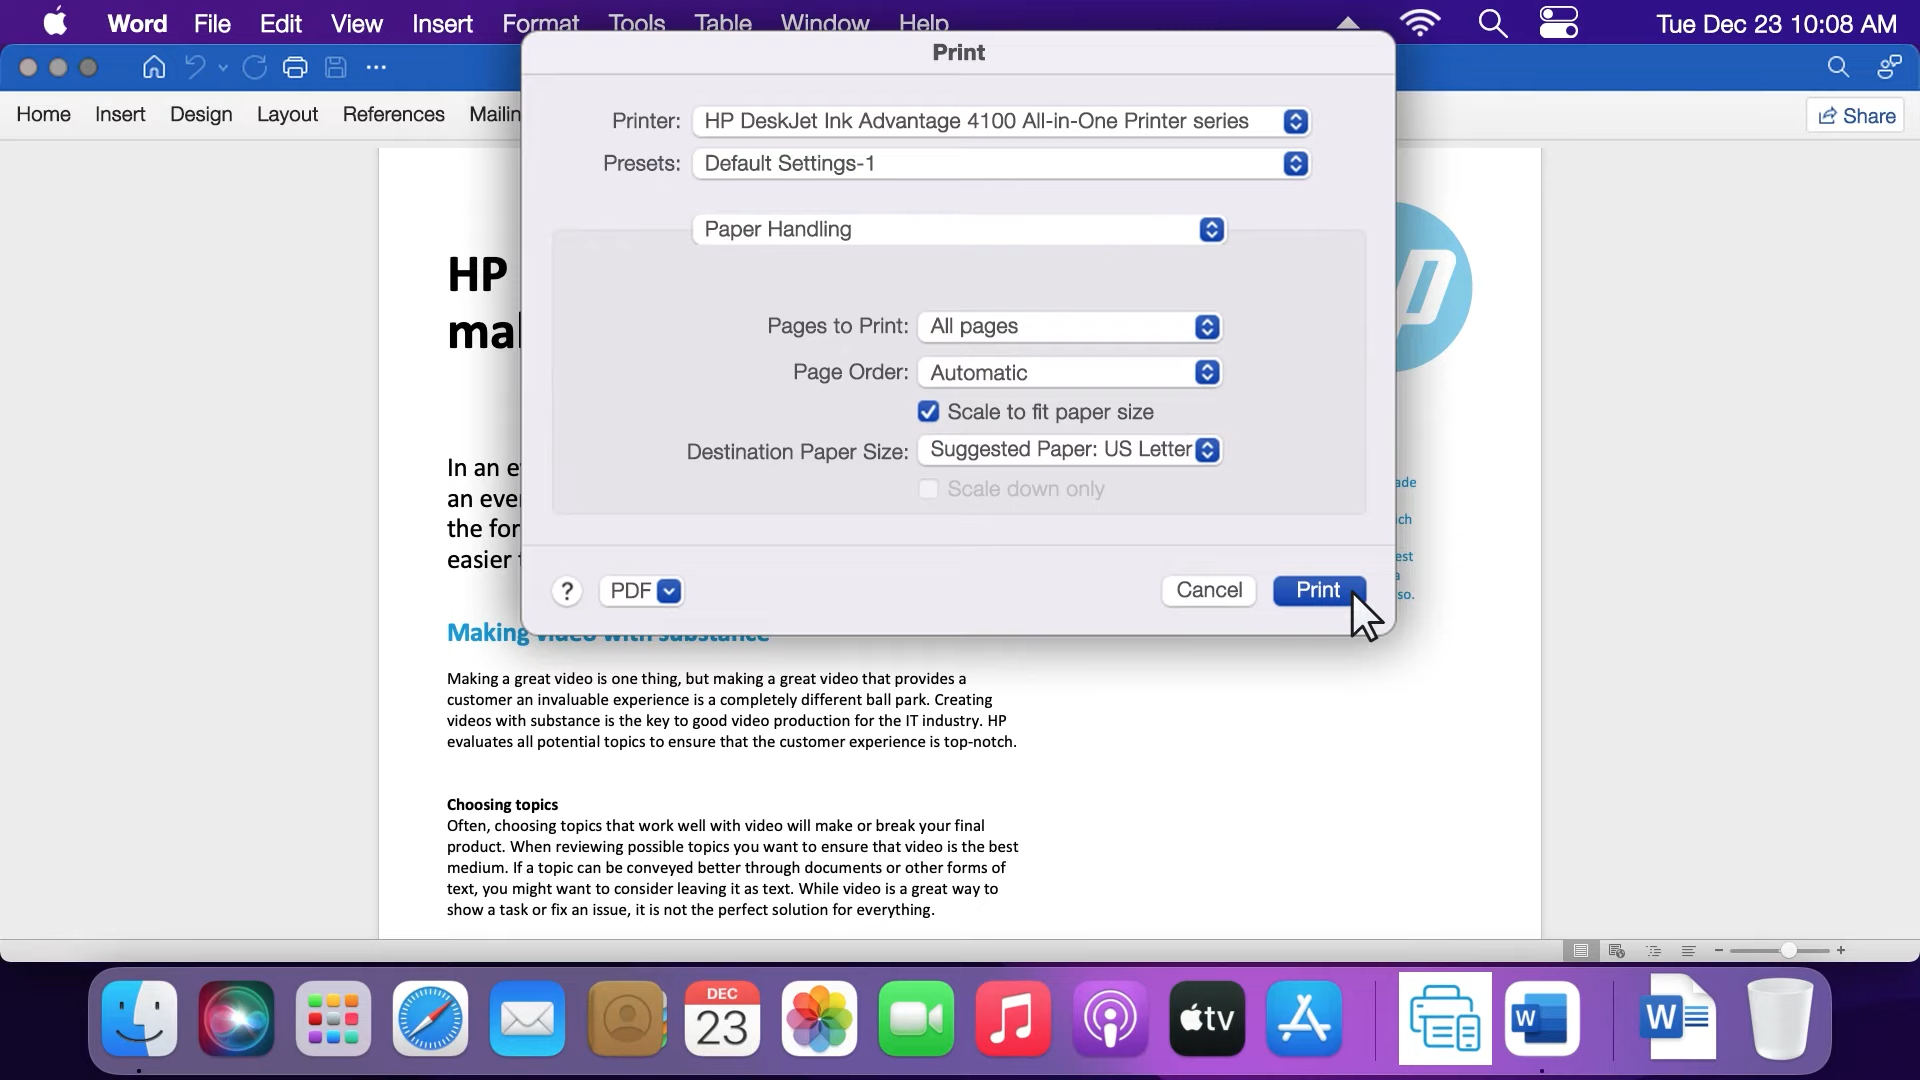 Word File Edit View Insert Format Tools Table Window Help Tue Dec 23 10:08 AM
Print
Home Insert Design Layout References Share
Printer: HP DeskJet Ink Advantage 4100 All-in-One Printer series
Presets: Default Settings-1
Paper Handling
Pages to Print: All pages
Page Order: Automatic
Scale to fit paper size
Destination Paper Size: Suggested Paper: US Letter
Scale down only
? PDF Cancel Print
HP
hp
In an
the
easier
so.
Making video with substance
Making a great video is one thing, but making a great video that provides a
customer an invaluable experience is a completely different ball park. Creating
videos with substance is the key to good video production for the IT industry. HP
evaluates all potential topics to ensure that the customer experience is top-notch.
Choosing topics
Often, choosing topics that work well with video will make or break your final
product. When reviewing possible topics you want to ensure that video is the best
medium. If a topic can be conveyed better through documents or other forms of
text, you might want to consider leaving it as text. While video is a great way to
show a task or fix an issue, it is not the perfect solution for everything.
DEC
23
tv
W
W